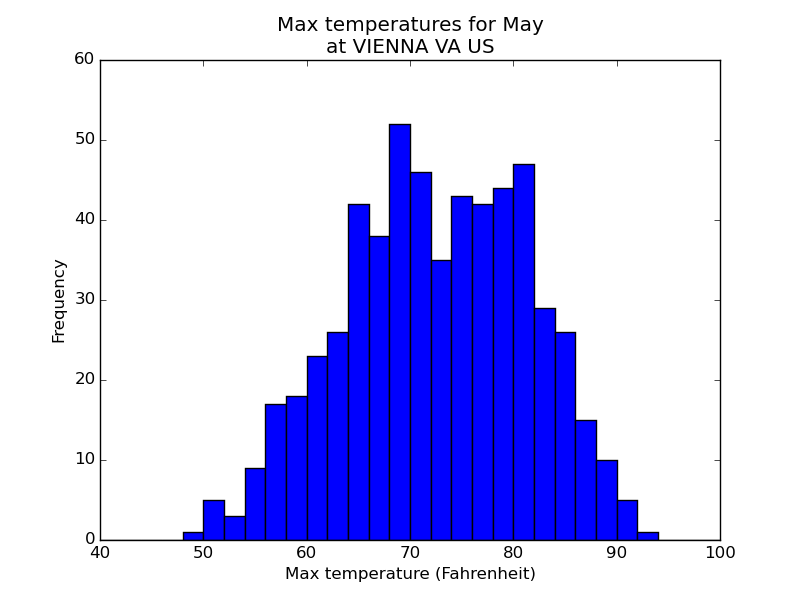 Max temperatures for May
at VIENNA VA US
60
50
40
30
20
10
0
Frequency
40 50 60 70 80 90 100
Max temperature (Fahrenheit)